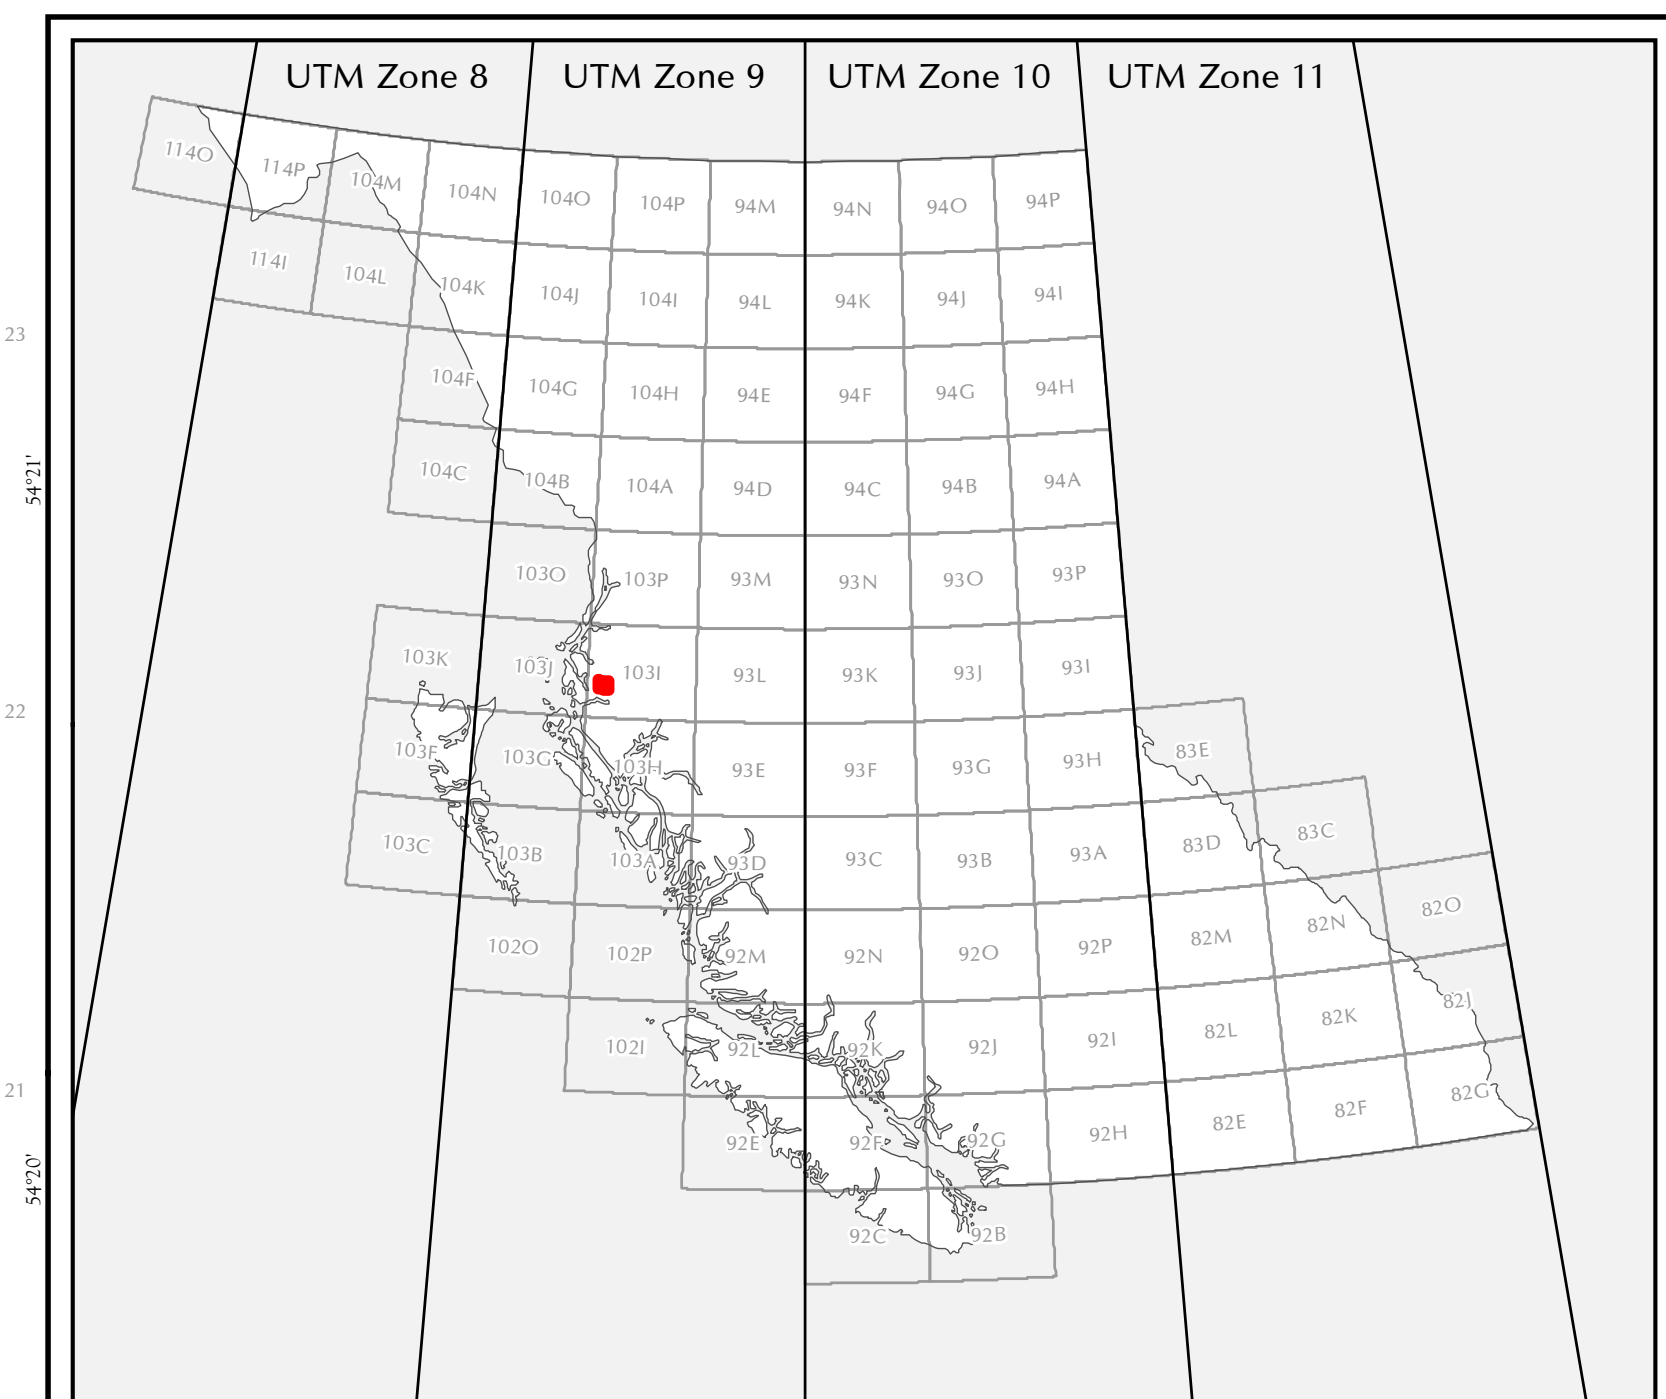 UTM Zone 8 UTM Zone 9 UTM Zone 10 UTM Zone 11
114O 114P 104M 104N 104O 104P 94M 94N 94O 94P
114I 104L 104K 104J 104I 94L 94K 94J 94I
23
104F 104G 104H 94E 94F 94G 94H
54°21'
104C 104B 104A 94D 94C 94B 94A
103O 103P 93M 93N 93O 93P
103K 103J 103I 93L 93K 93J 93I
22
103F 103G 103H 93E 93F 93G 93H 83E
103C 103B 103A 93D 93C 93B 93A 83D 83C
102O 102P 92M 92N 92O 92P 82M 82N 82O
102I 92L 92K 92J 92I 82L 82K 82J
21
92E 92F 92G 92H 82E 82F 82G
54°20'
92C 92B